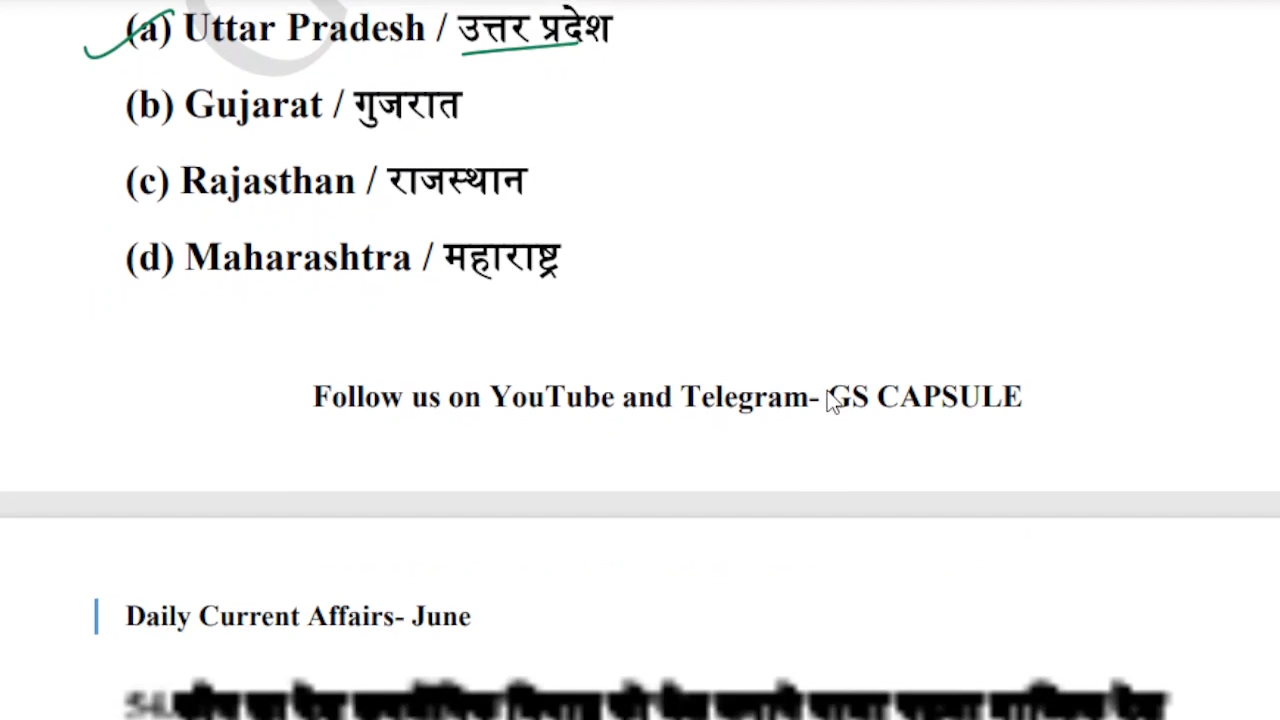 (a) Uttar Pradesh / उत्तर प्रदेश
(b) Gujarat / गुजरात
(c) Rajasthan / राजस्थान
(d) Maharashtra / महाराष्ट्र
Follow us on YouTube and Telegram- GS CAPSULE
Daily Current Affairs- June
54.